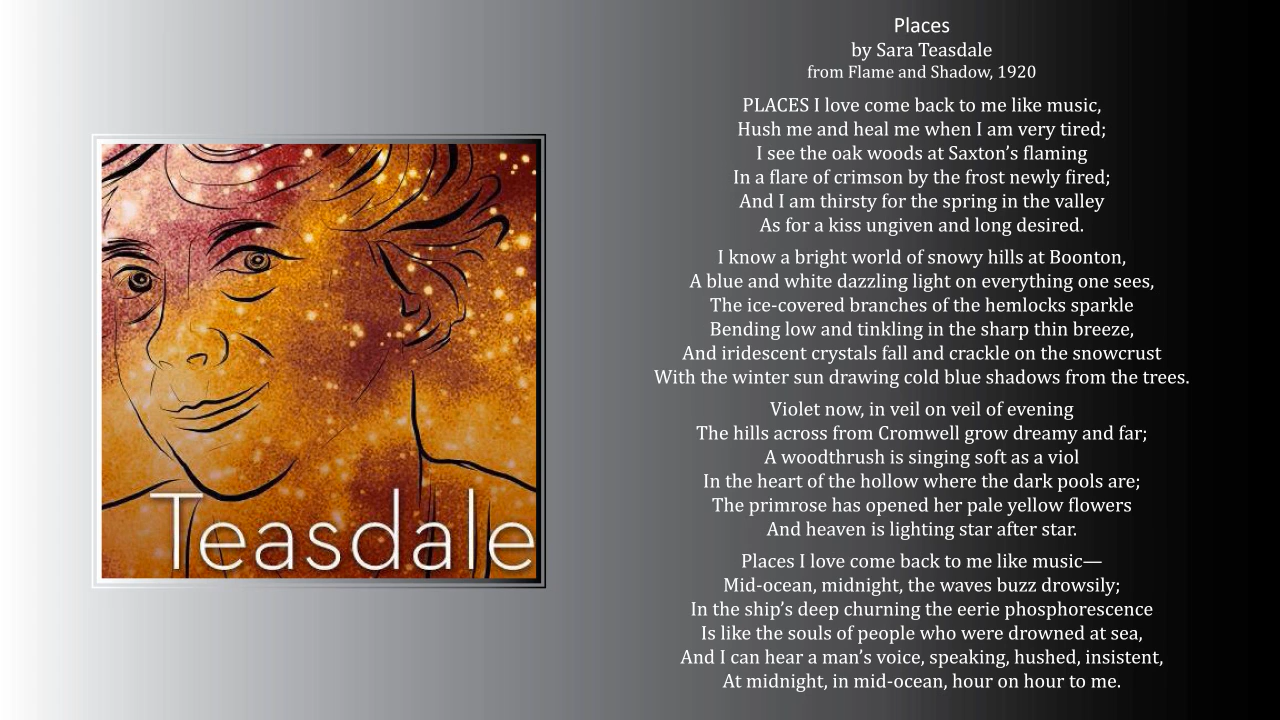 Places
by Sara Teasdale
from Flame and Shadow, 1920
PLACES I love come back to me like music,
Hush me and heal me when I am very tired;
I see the oak woods at Saxton’s flaming
In a flare of crimson by the frost newly fired;
And I am thirsty for the spring in the valley
As for a kiss ungiven and long desired.
I know a bright world of snowy hills at Boonton,
A blue and white dazzling light on everything one sees,
The ice-covered branches of the hemlocks sparkle
Bending low and tinkling in the sharp thin breeze,
And iridescent crystals fall and crackle on the snowcrust
With the winter sun drawing cold blue shadows from the trees.
Violet now, in veil on veil of evening
The hills across from Cromwell grow dreamy and far;
A woodthrush is singing soft as a viol
In the heart of the hollow where the dark pools are;
The primrose has opened her pale yellow flowers
And heaven is lighting star after star.
Places I love come back to me like music—
Mid-ocean, midnight, the waves buzz drowsily;
In the ship’s deep churning the eerie phosphorescence
Is like the souls of people who were drowned at sea,
And I can hear a man’s voice, speaking, hushed, insistent,
At midnight, in mid-ocean, hour on hour to me.
Teasdale